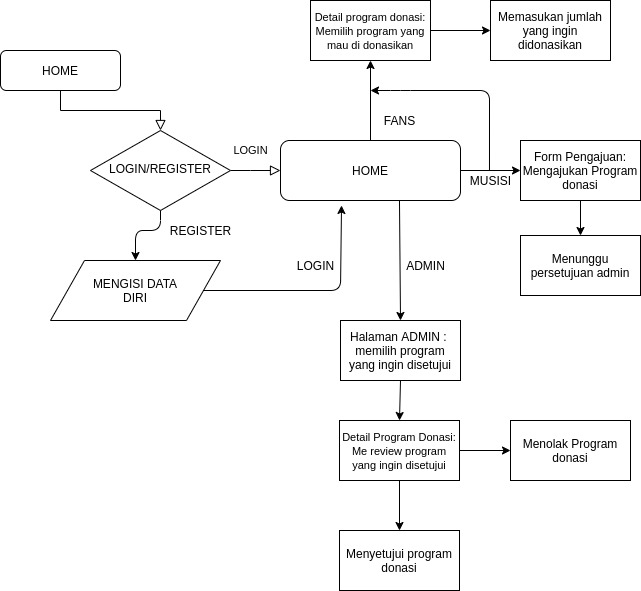 Detail program donasi:
Memilih program yang
mau di donasikan
Memasukan jumlah
yang ingin
didonasikan
HOME
FANS
LOGIN/REGISTER
LOGIN
HOME
MUSISI
Form Pengajuan:
Mengajukan Program
donasi
REGISTER
MENGISI DATA
DIRI
LOGIN
ADMIN
Menunggu
persetujuan admin
Halaman ADMIN :
memilih program
yang ingin disetujui
Detail Program Donasi:
Me review program
yang ingin disetujui
Menolak Program
donasi
Menyetujui program
donasi